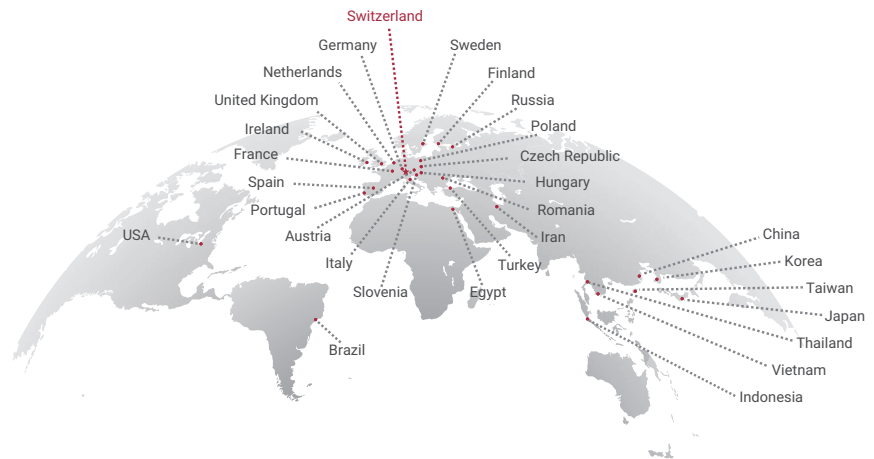 Switzerland
Germany
Sweden
Netherlands
Finland
United Kingdom
Russia
Ireland
Poland
France
Czech Republic
Spain
Hungary
Portugal
Romania
USA
Austria
Iran
China
Italy
Turkey
Korea
Slovenia
Egypt
Taiwan
Japan
Brazil
Thailand
Vietnam
Indonesia